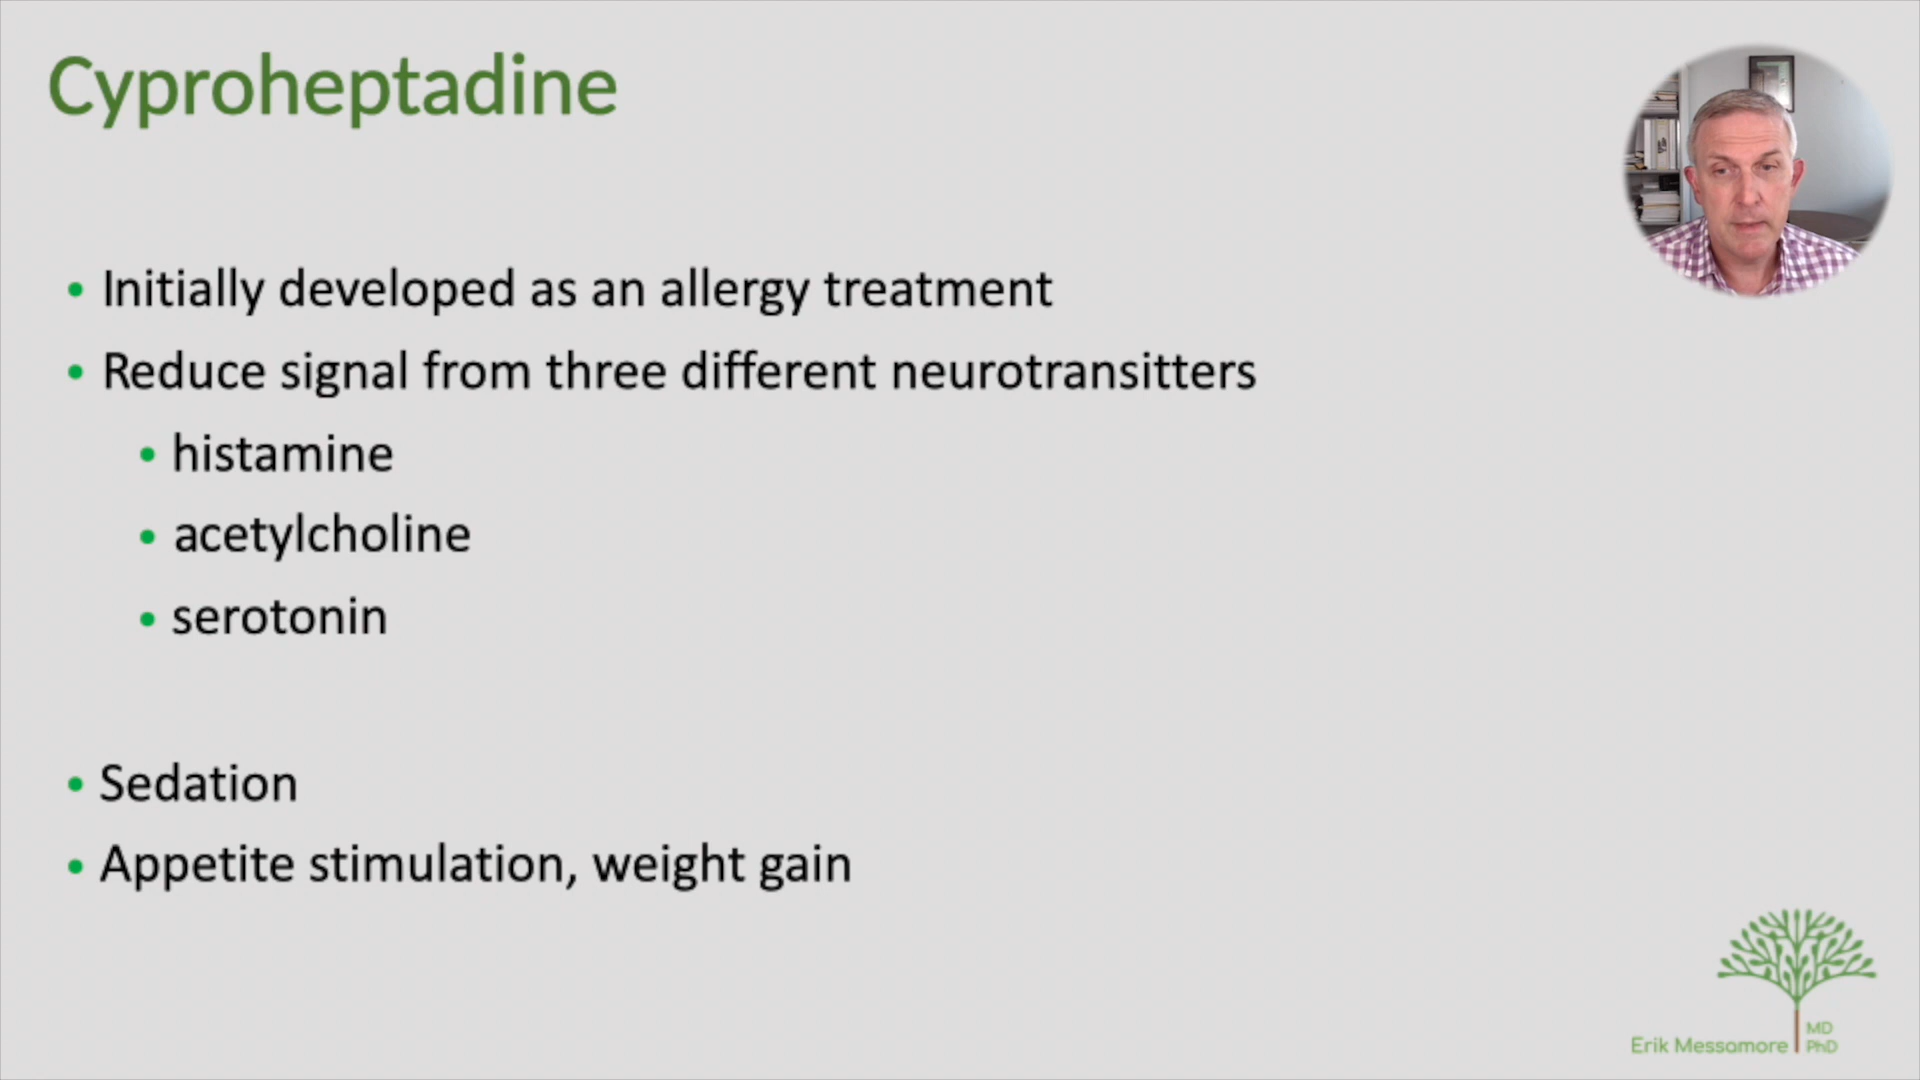 Cyproheptadine
• Initially developed as an allergy treatment
• Reduce signal from three different neurotransitters
• histamine
• acetylcholine
• serotonin
• Sedation
• Appetite stimulation, weight gain
Erik Messamore MD PhD